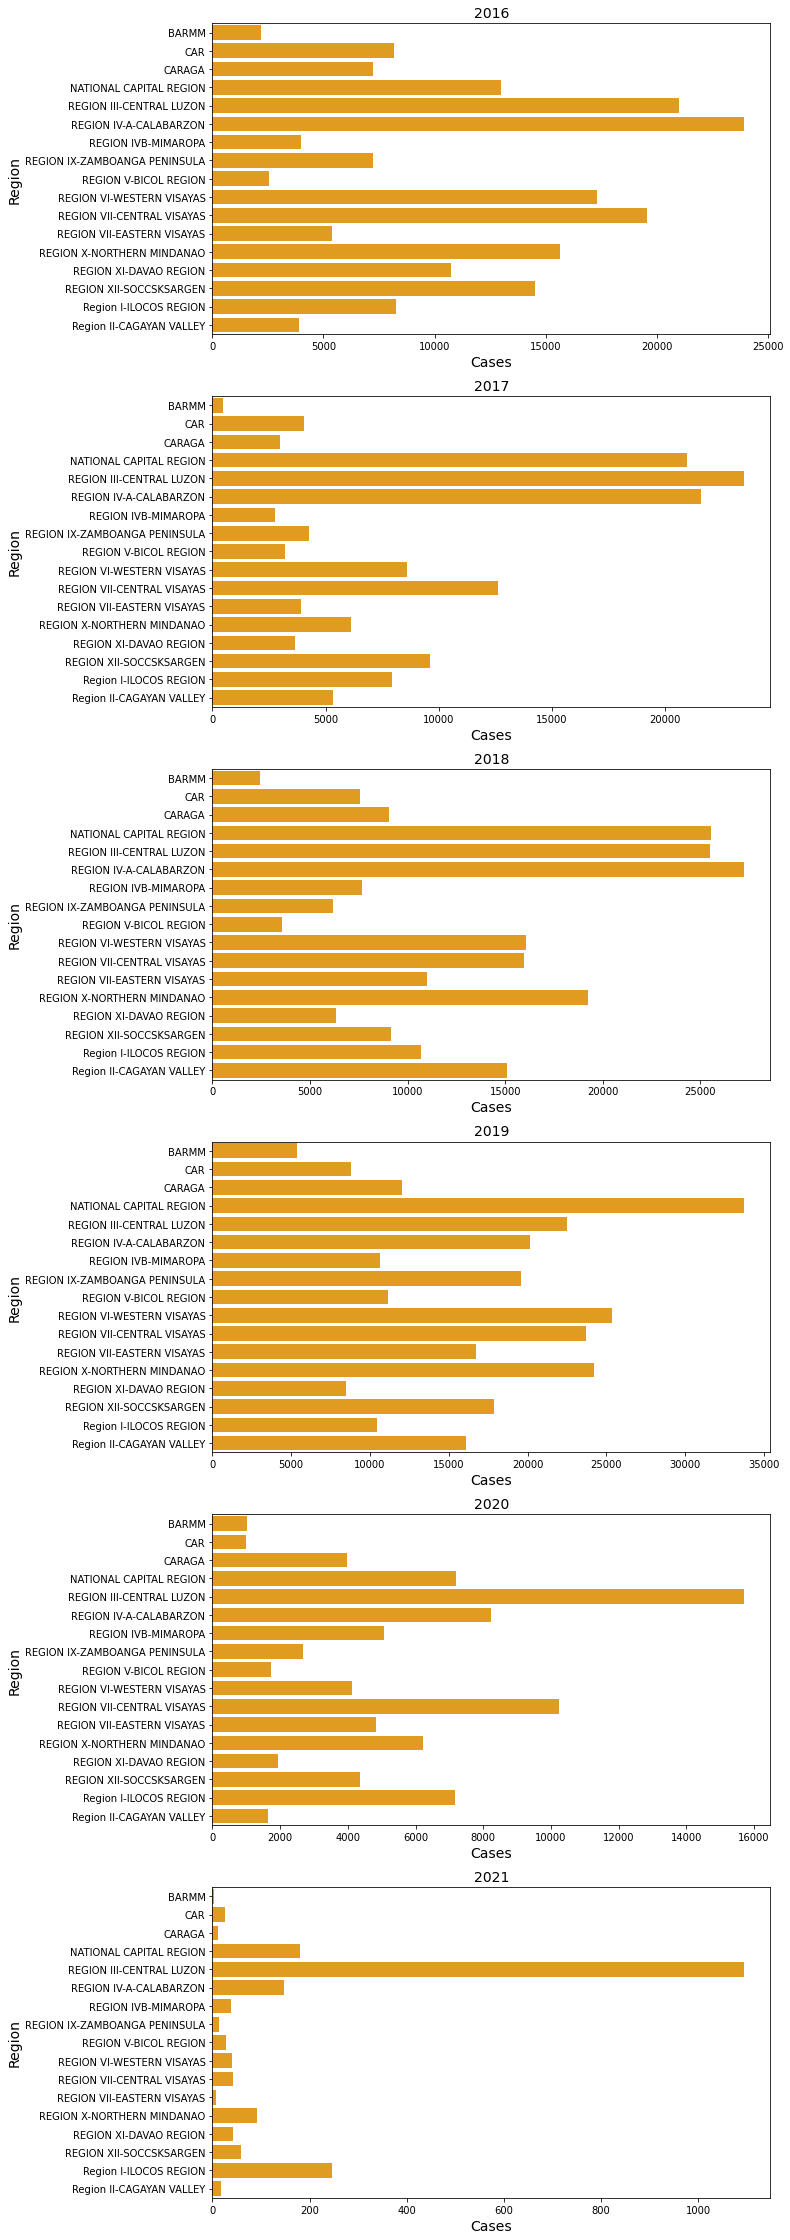 2016
BARMM
CAR
CARAGA
NATIONAL CAPITAL REGION
REGION III-CENTRAL LUZON
REGION IV-A-CALABARZON
REGION IVB-MIMAROPA
REGION IX-ZAMBOANGA PENINSULA
REGION V-BICOL REGION
REGION VI-WESTERN VISAYAS
REGION VII-CENTRAL VISAYAS
REGION VII-EASTERN VISAYAS
REGION X-NORTHERN MINDANAO
REGION XI-DAVAO REGION
REGION XII-SOCCSKSARGEN
Region I-ILOCOS REGION
Region II-CAGAYAN VALLEY
Region
0 5000 10000 15000 20000 25000
Cases
2017
BARMM
CAR
CARAGA
NATIONAL CAPITAL REGION
REGION III-CENTRAL LUZON
REGION IV-A-CALABARZON
REGION IVB-MIMAROPA
REGION IX-ZAMBOANGA PENINSULA
REGION V-BICOL REGION
REGION VI-WESTERN VISAYAS
REGION VII-CENTRAL VISAYAS
REGION VII-EASTERN VISAYAS
REGION X-NORTHERN MINDANAO
REGION XI-DAVAO REGION
REGION XII-SOCCSKSARGEN
Region I-ILOCOS REGION
Region II-CAGAYAN VALLEY
Region
0 5000 10000 15000 20000
Cases
2018
BARMM
CAR
CARAGA
NATIONAL CAPITAL REGION
REGION III-CENTRAL LUZON
REGION IV-A-CALABARZON
REGION IVB-MIMAROPA
REGION IX-ZAMBOANGA PENINSULA
REGION V-BICOL REGION
REGION VI-WESTERN VISAYAS
REGION VII-CENTRAL VISAYAS
REGION VII-EASTERN VISAYAS
REGION X-NORTHERN MINDANAO
REGION XI-DAVAO REGION
REGION XII-SOCCSKSARGEN
Region I-ILOCOS REGION
Region II-CAGAYAN VALLEY
Region
0 5000 10000 15000 20000 25000
Cases
2019
BARMM
CAR
CARAGA
NATIONAL CAPITAL REGION
REGION III-CENTRAL LUZON
REGION IV-A-CALABARZON
REGION IVB-MIMAROPA
REGION IX-ZAMBOANGA PENINSULA
REGION V-BICOL REGION
REGION VI-WESTERN VISAYAS
REGION VII-CENTRAL VISAYAS
REGION VII-EASTERN VISAYAS
REGION X-NORTHERN MINDANAO
REGION XI-DAVAO REGION
REGION XII-SOCCSKSARGEN
Region I-ILOCOS REGION
Region II-CAGAYAN VALLEY
Region
0 5000 10000 15000 20000 25000 30000 35000
Cases
2020
BARMM
CAR
CARAGA
NATIONAL CAPITAL REGION
REGION III-CENTRAL LUZON
REGION IV-A-CALABARZON
REGION IVB-MIMAROPA
REGION IX-ZAMBOANGA PENINSULA
REGION V-BICOL REGION
REGION VI-WESTERN VISAYAS
REGION VII-CENTRAL VISAYAS
REGION VII-EASTERN VISAYAS
REGION X-NORTHERN MINDANAO
REGION XI-DAVAO REGION
REGION XII-SOCCSKSARGEN
Region I-ILOCOS REGION
Region II-CAGAYAN VALLEY
Region
0 2000 4000 6000 8000 10000 12000 14000 16000
Cases
2021
BARMM
CAR
CARAGA
NATIONAL CAPITAL REGION
REGION III-CENTRAL LUZON
REGION IV-A-CALABARZON
REGION IVB-MIMAROPA
REGION IX-ZAMBOANGA PENINSULA
REGION V-BICOL REGION
REGION VI-WESTERN VISAYAS
REGION VII-CENTRAL VISAYAS
REGION VII-EASTERN VISAYAS
REGION X-NORTHERN MINDANAO
REGION XI-DAVAO REGION
REGION XII-SOCCSKSARGEN
Region I-ILOCOS REGION
Region II-CAGAYAN VALLEY
Region
0 200 400 600 800 1000
Cases